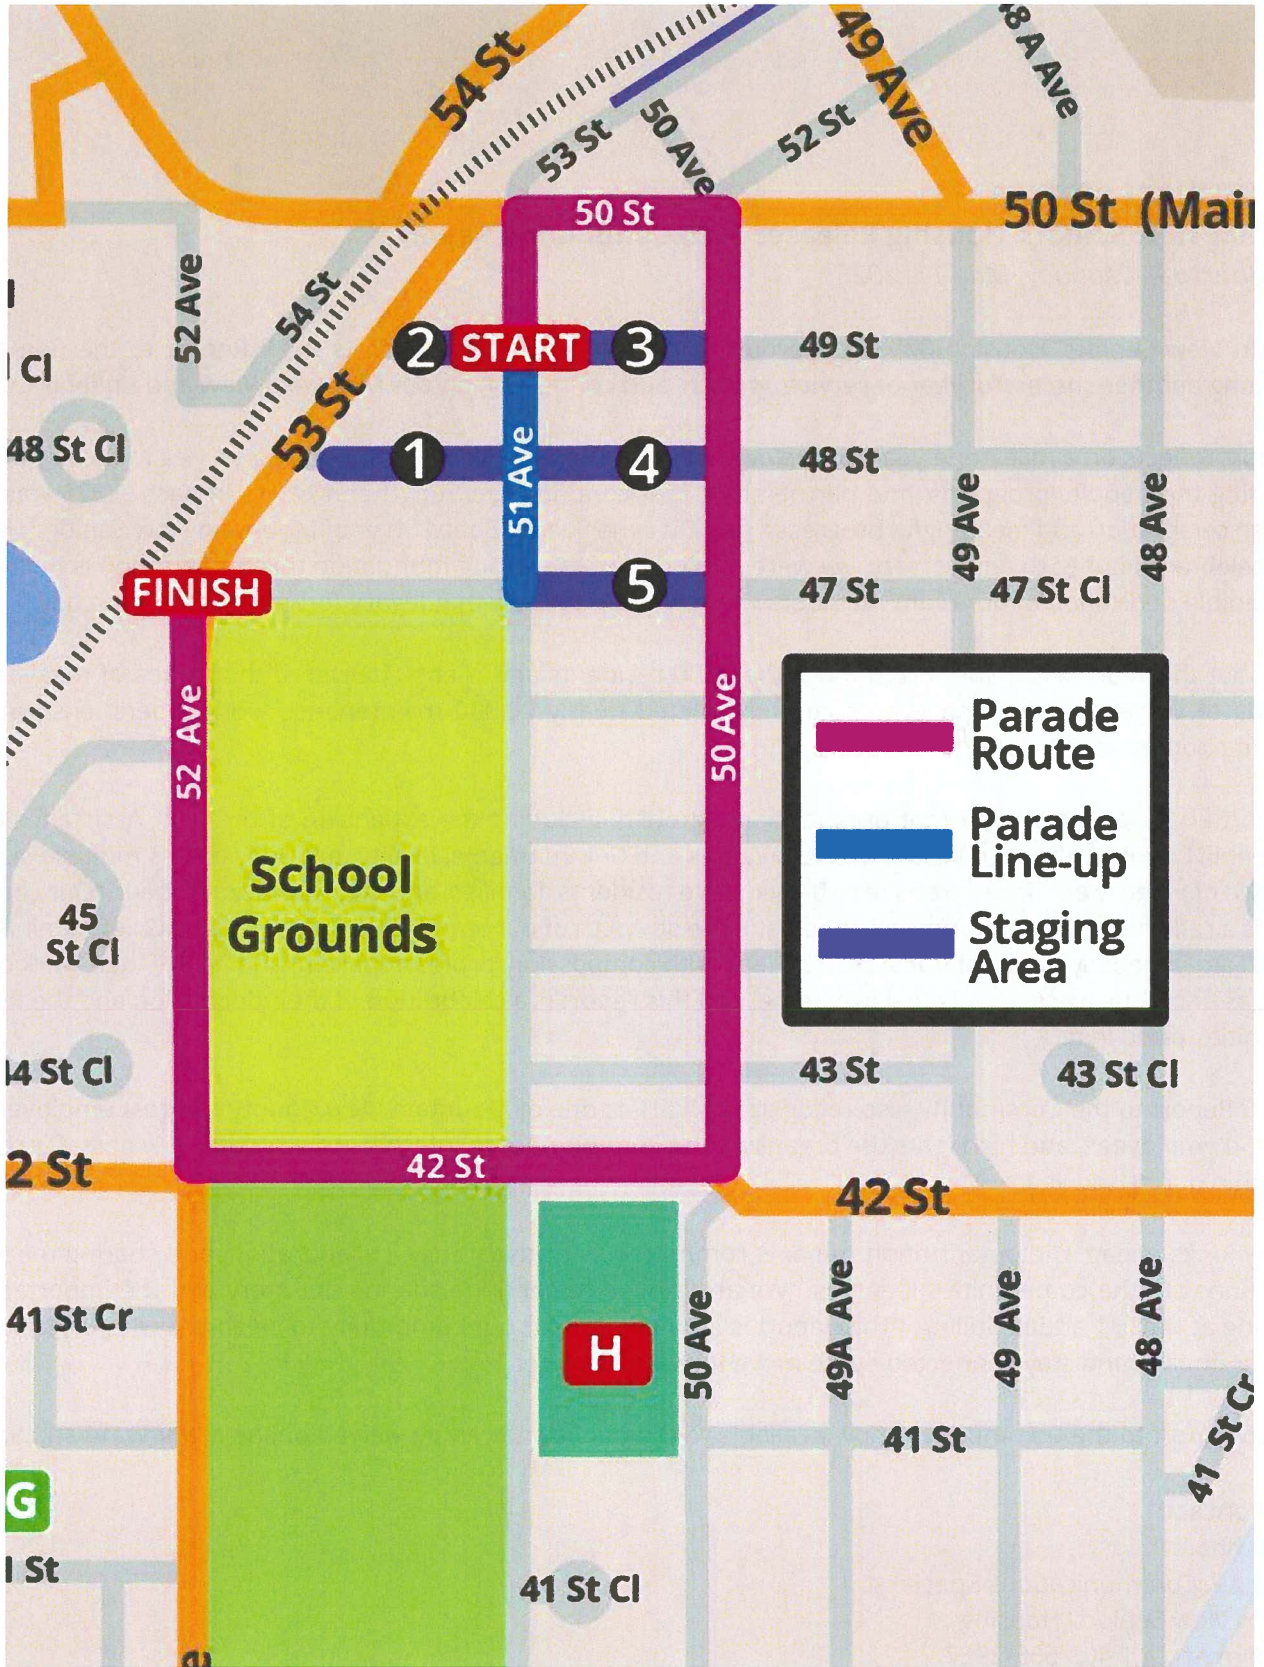 54 St
49 Ave
8 A Ave
53 St
50 Ave
52 St
50 St
50 St (Mai
52 Ave
54 St
2
START
3
49 St
l Cl
53 St
48 St Cl
1
51 Ave
4
48 St
49 Ave
48 Ave
FINISH
5
47 St
47 St Cl
52 Ave
50 Ave
Parade
Route
Parade
Line-up
Staging
Area
School
Grounds
45
St Cl
44 St Cl
43 St
43 St Cl
2 St
42 St
42 St
41 St Cr
H
50 Ave
49A Ave
49 Ave
48 Ave
41 St
41 St Cr
G
St
41 St Cl